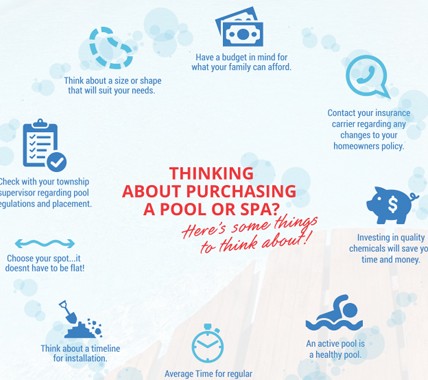 Have a budget in mind for
what your family can afford.
Think about a size or shape
that will suit your needs.
Contact your insurance
carrier regarding any
changes to your
homeowners policy.
Check with your township
supervisor regarding pool
regulations and placement.
THINKING
ABOUT PURCHASING
A POOL OR SPA?
Here's some things
to think about!
$
Investing in quality
chemicals will save you
time and money.
Choose your spot...it
doesnt have to be flat!
Think about a timeline
for installation.
An active pool is
a healthy pool.
Average Time for regular